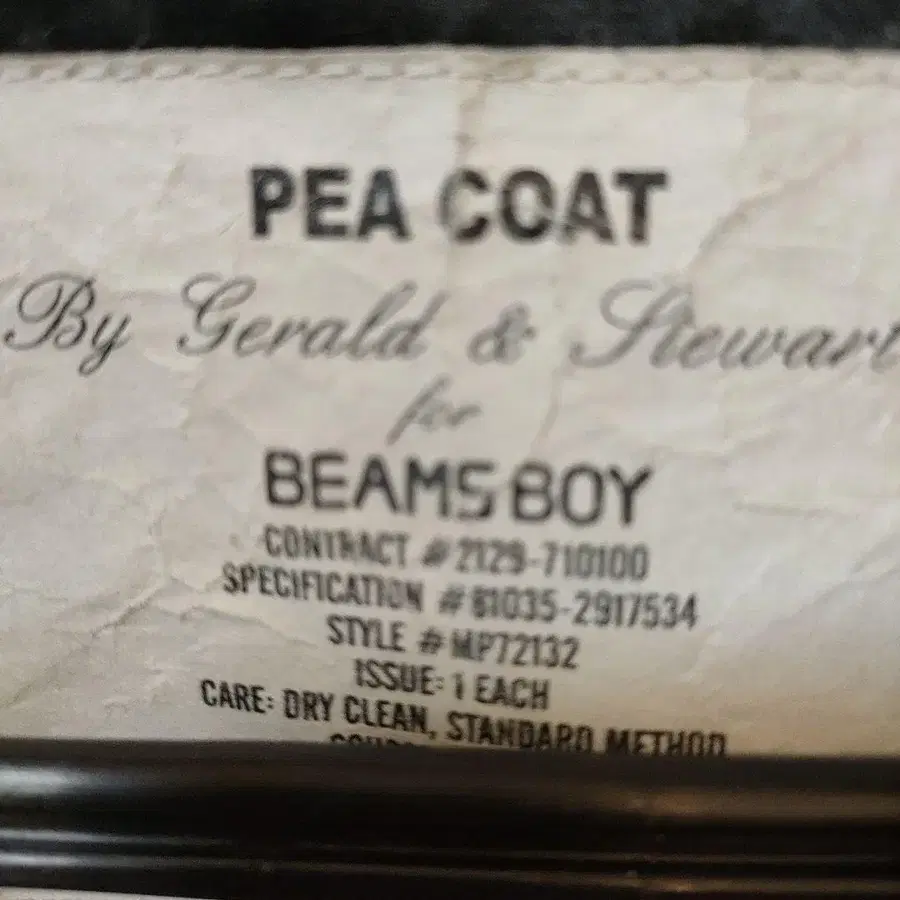 PEA COAT
By Gerald & Stewart
for
BEAMS BOY
CONTRACT #2129-710100
SPECIFICATION #81035-2917534
STYLE # MP72132
ISSUE: 1 EACH
CARE: DRY CLEAN, STANDARD METHOD